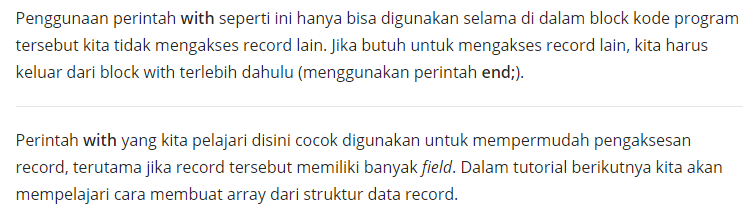 Penggunaan perintah with seperti ini hanya bisa digunakan selama di dalam block kode program
tersebut kita tidak mengakses record lain. Jika butuh untuk mengakses record lain, kita harus
keluar dari block with terlebih dahulu (menggunakan perintah end;).
Perintah with yang kita pelajari disini cocok digunakan untuk mempermudah pengaksesan
record, terutama jika record tersebut memiliki banyak field. Dalam tutorial berikutnya kita akan
mempelajari cara membuat array dari struktur data record.